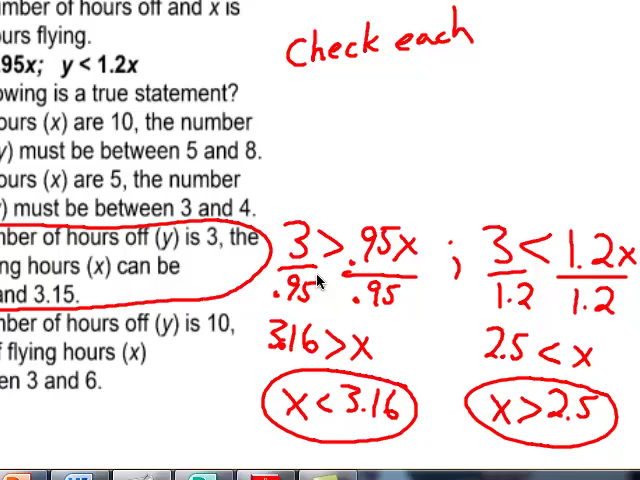 umber of hours off and x is
ours flying.
95x; y < 1.2x
owing is a true statement?
ours (x) are 10, the number
y) must be between 5 and 8.
ours (x) are 5, the number
) must be between 3 and 4.
mber of hours off (y) is 3, the
ing hours (x) can be
and 3.15.
mber of hours off (y) is 10,
f flying hours (x)
en 3 and 6.
Check each
3 > .95x ; 3 < 1.2x
.95 .95 1.2 1.2
3.16 > x 2.5 < x
x < 3.16 x > 2.5